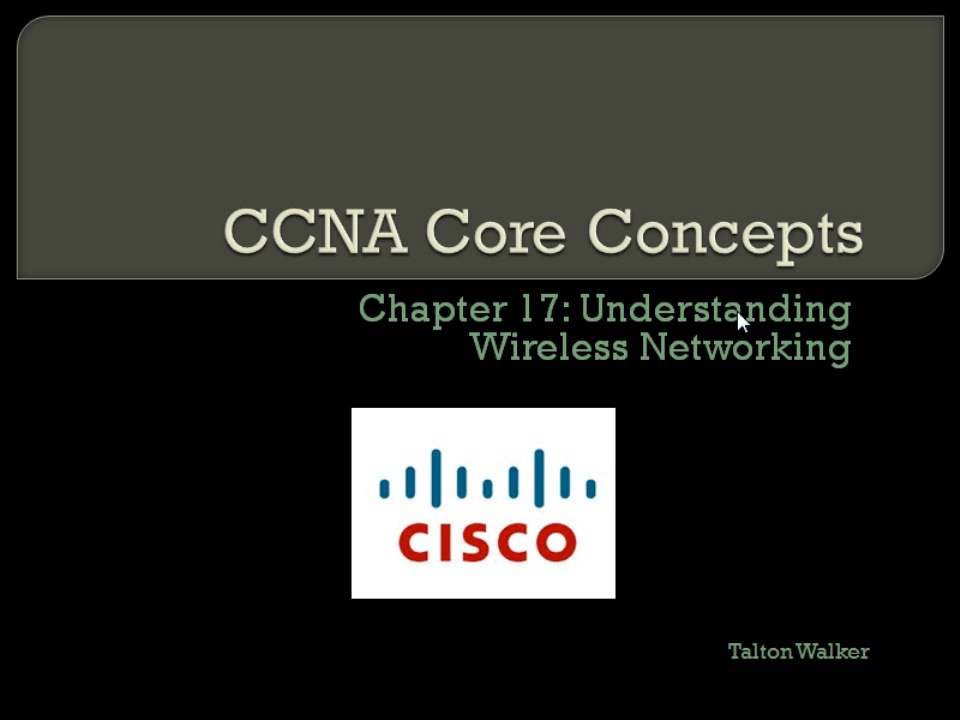 CCNA Core Concepts
Chapter 17: Understanding
Wireless Networking
CISCO
Talton Walker